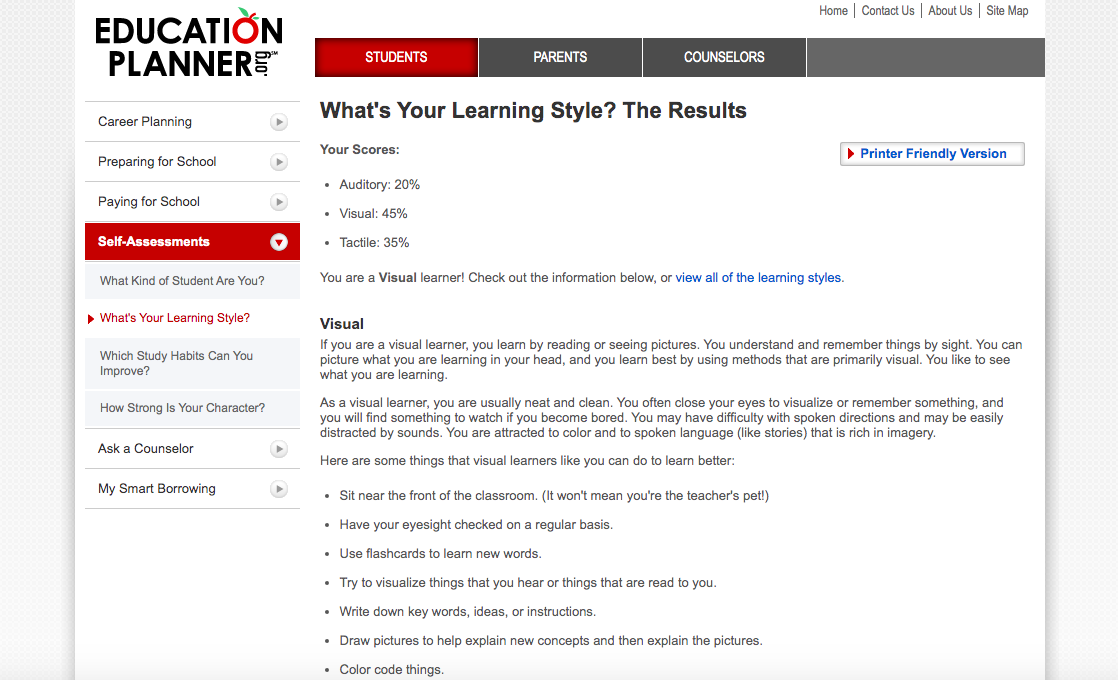 EDUCATION
PLANNER.org
Home
Contact Us
About Us
Site Map
STUDENTS
PARENTS
COUNSELORS
Career Planning
Preparing for School
Paying for School
Self-Assessments
What Kind of Student Are You?
What's Your Learning Style?
Which Study Habits Can You
Improve?
How Strong Is Your Character?
Ask a Counselor
My Smart Borrowing
What's Your Learning Style? The Results
Your Scores:
Printer Friendly Version
• Auditory: 20%
• Visual: 45%
• Tactile: 35%
You are a Visual learner! Check out the information below, or view all of the learning styles.
Visual
If you are a visual learner, you learn by reading or seeing pictures. You understand and remember things by sight. You can
picture what you are learning in your head, and you learn best by using methods that are primarily visual. You like to see
what you are learning.
As a visual learner, you are usually neat and clean. You often close your eyes to visualize or remember something, and
you will find something to watch if you become bored. You may have difficulty with spoken directions and may be easily
distracted by sounds. You are attracted to color and to spoken language (like stories) that is rich in imagery.
Here are some things that visual learners like you can do to learn better:
• Sit near the front of the classroom. (It won't mean you're the teacher's pet!)
• Have your eyesight checked on a regular basis.
• Use flashcards to learn new words.
• Try to visualize things that you hear or things that are read to you.
• Write down key words, ideas, or instructions.
• Draw pictures to help explain new concepts and then explain the pictures.
• Color code things.